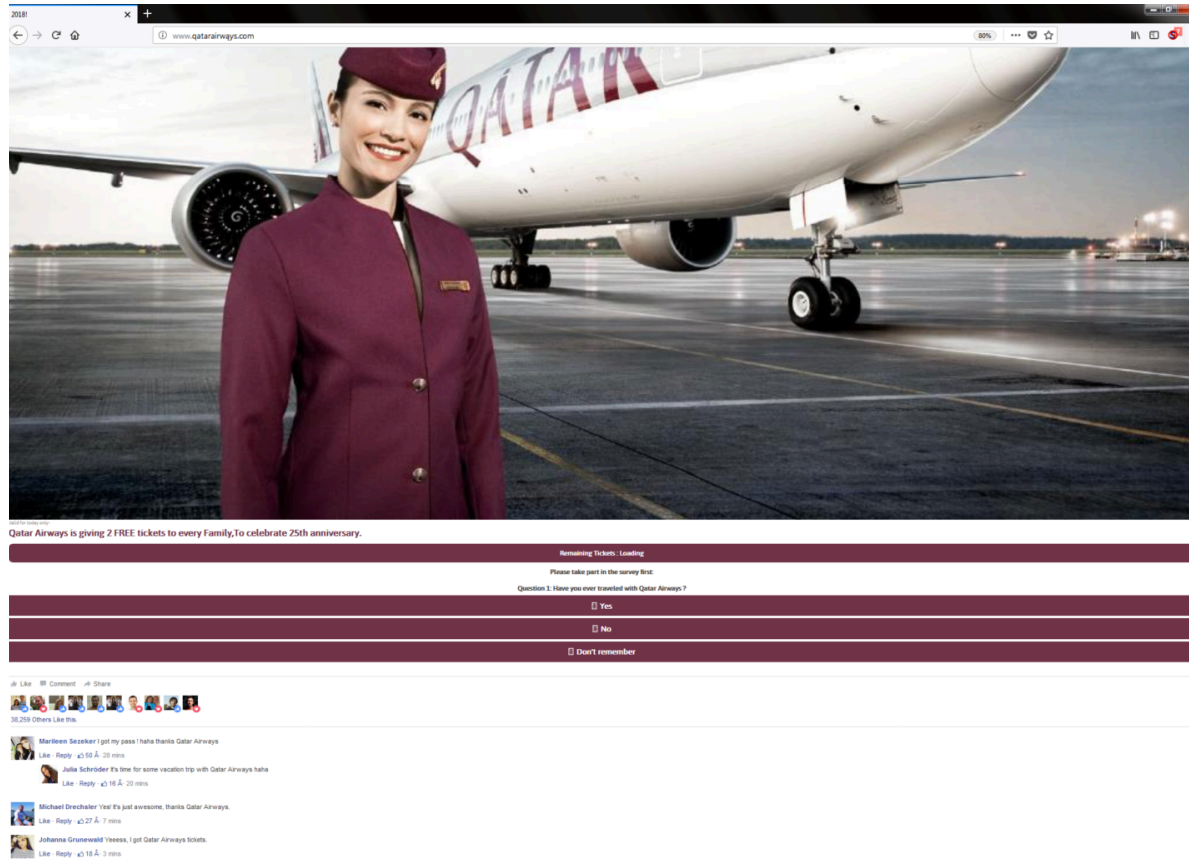 2018!
www.qatarairways.com
80%
QATAR
Valid for today only-
Qatar Airways is giving 2 FREE tickets to every Family,To celebrate 25th anniversary.
Remaining Tickets : Loading
Please take part in the survey first:
Question 1: Have you ever traveled with Qatar Airways ?
Yes
No
Don't remember
Like Comment Share
38,259 Others Like this.
Marileen Sezeker I got my pass ! haha thanks Qatar Airways
Like · Reply · 50 Â· 20 mins
Julia Schröder It's time for some vacation trip with Qatar Airways haha
Like · Reply · 16 Â· 20 mins
Michael Drechsler Yes! It's just awesome, thanks Qatar Airways.
Like · Reply · 27 Â· 7 mins
Johanna Grunewald Yeeess, I got Qatar Airways tickets.
Like · Reply · 18 Â· 3 mins